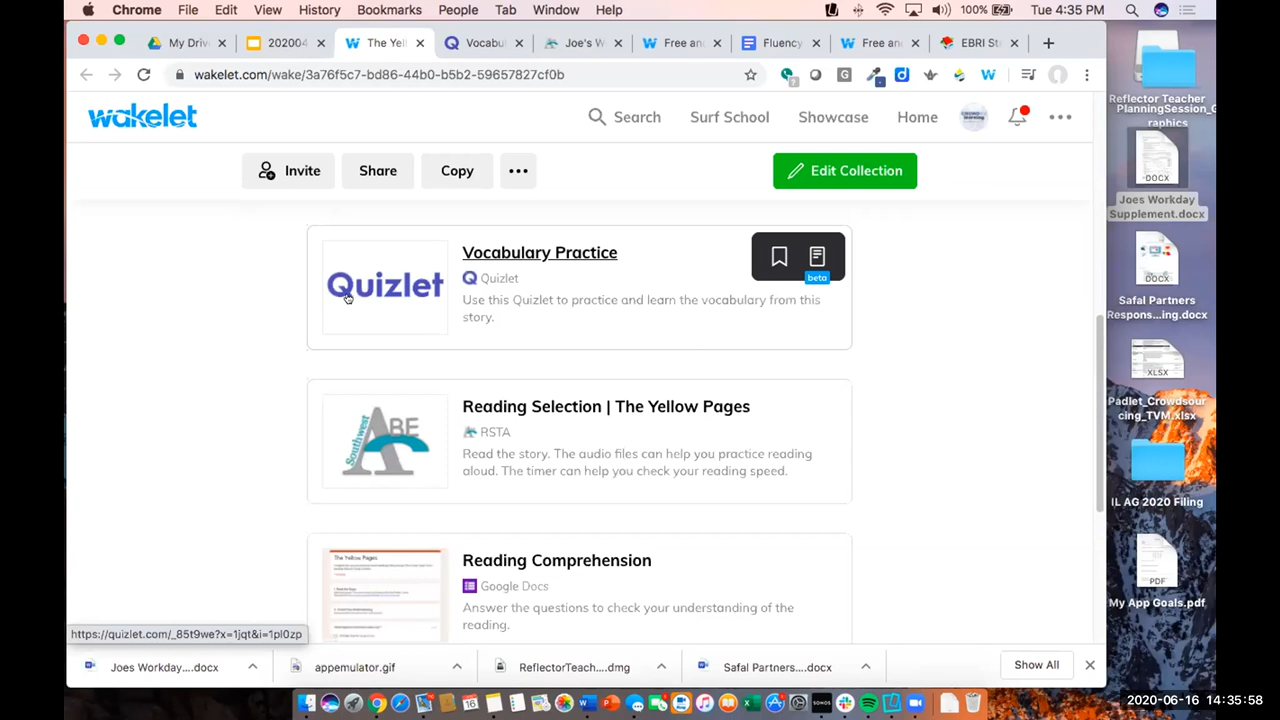 Chrome File Edit View History Bookmarks People Tab Window Help 100% Tue 4:35 PM
My Driv 202004 The Yel Vocabu Joe's W Free an Fluency Free an EBRI St
wakelet.com/wake/3a76f5c7-bd86-44b0-b5b2-59657827cf0b
wakelet Search Surf School Showcase Home
Invite Share Copy Edit Collection
Quizlet
Vocabulary Practice
Quizlet
Use this Quizlet to practice and learn the vocabulary from this
story.
beta
Southwest ABE
ading Selection | The Yellow Pages
d the story. The audio files can help you practice reading
aloud. The timer can help you check your reading speed.
The Yellow Pages
Reading Comprehension
Google Docs
Answer the questions to check your understanding of the
reading.
https://quizlet.com/_85t9we?x=1jqt&i=1pl0zp
Joes Workday....docx appemulator.gif ReflectorTeach....dmg Safal Partners....docx Show All
Reflector Teacher
PlanningSession_G
raphics
DOCX
Joes Workday
Supplement.docx
DOCX
Safal Partners
Respons...ing.docx
XLSX
Padlet_Crowdsour
cing_TVM.xlsx
IL AG 2020 Filing
PDF
My App Goals.pdf
SONOS
2020-06-16 14:35:58